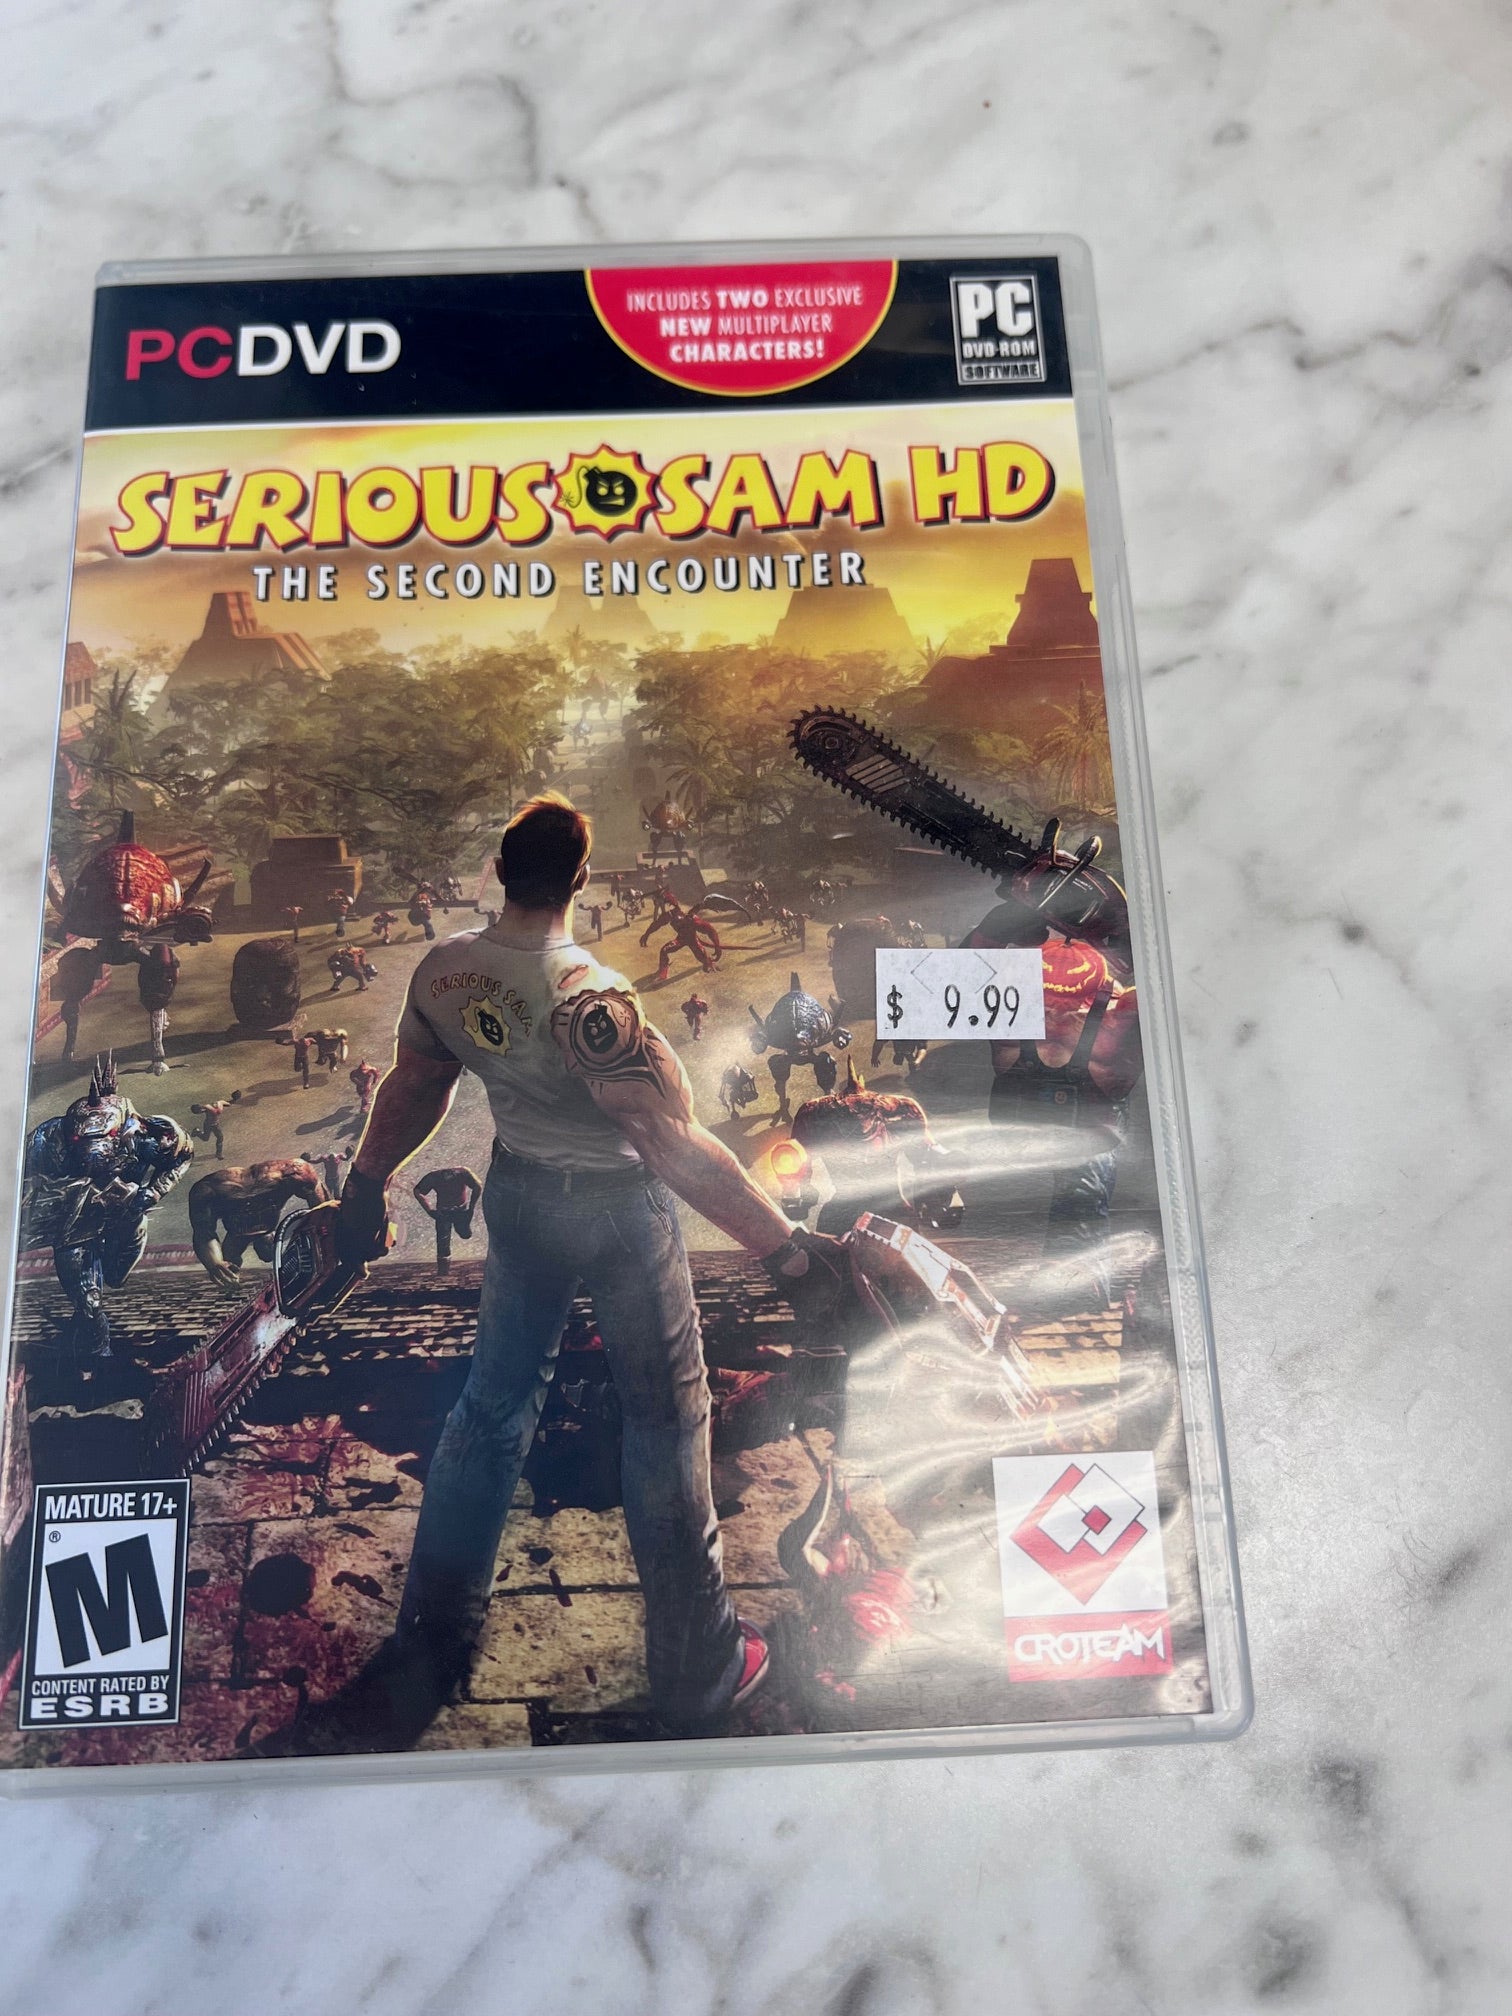 PCDVD
INCLUDES TWO EXCLUSIVE
NEW MULTIPLAYER
CHARACTERS!
PC
DVD-ROM
SOFTWARE
SERIOUS SAM HD
THE SECOND ENCOUNTER
SERIOUS SAM
$ 9.99
MATURE 17+
®
M
CONTENT RATED BY
ESRB
CROTEAM